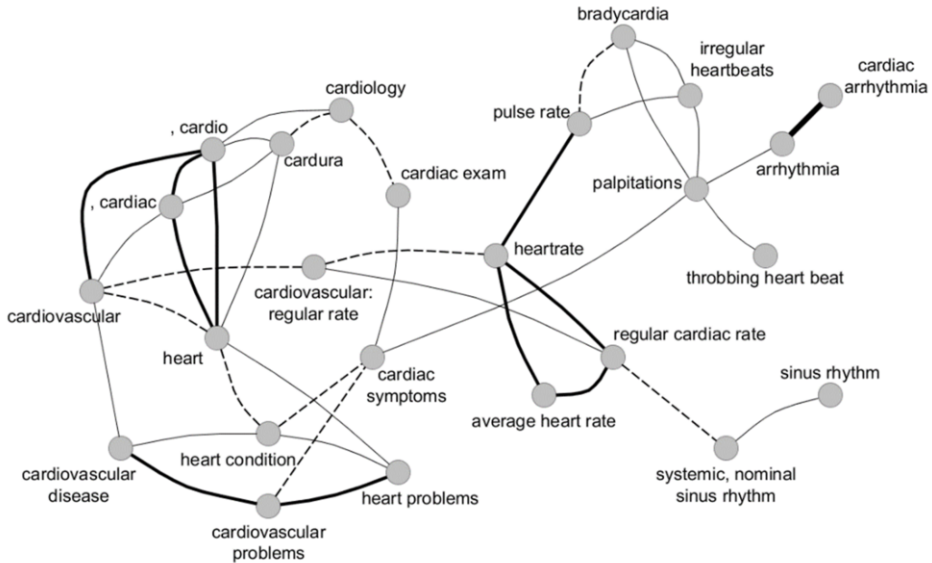 bradycardia
irregular
heartbeats
cardiac
arrhythmia
cardiology
pulse rate
, cardio
cardura
arrhythmia
cardiac exam
palpitations
, cardiac
heartrate
throbbing heart beat
cardiovascular:
regular rate
cardiovascular
regular cardiac rate
heart
cardiac
symptoms
sinus rhythm
average heart rate
heart condition
cardiovascular
disease
systemic, nominal
sinus rhythm
heart problems
cardiovascular
problems